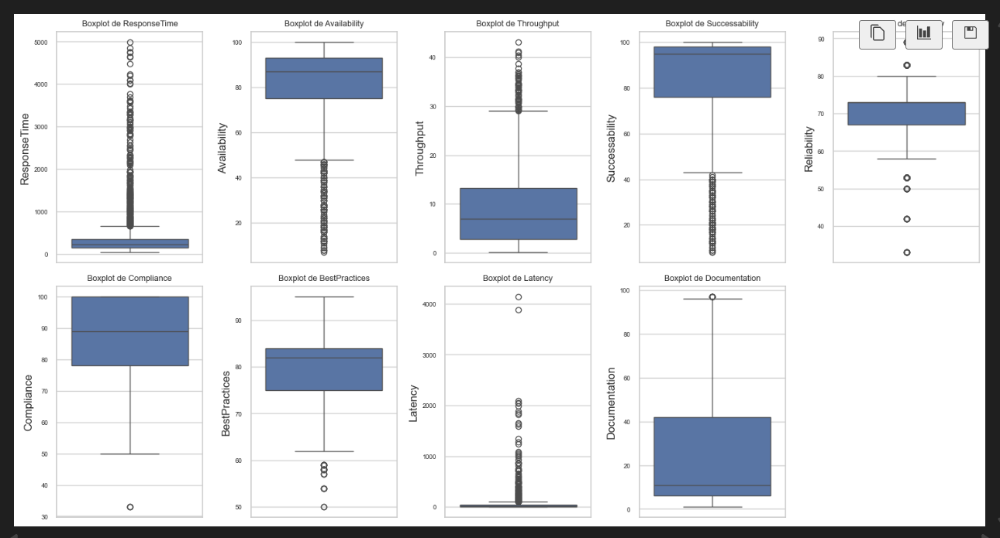 Boxplot de ResponseTime
5000
4000
3000
2000
1000
0
ResponseTime
Boxplot de Availability
100
80
60
40
20
Availability
Boxplot de Throughput
40
30
20
10
0
Throughput
Boxplot de Successability
100
80
60
40
20
Successability
de
y
90
80
70
60
50
40
Reliability
Boxplot de Compliance
100
90
80
70
60
50
40
30
Compliance
Boxplot de BestPractices
90
80
70
60
50
BestPractices
Boxplot de Latency
4000
3000
2000
1000
0
Latency
Boxplot de Documentation
100
80
60
40
20
0
Documentation